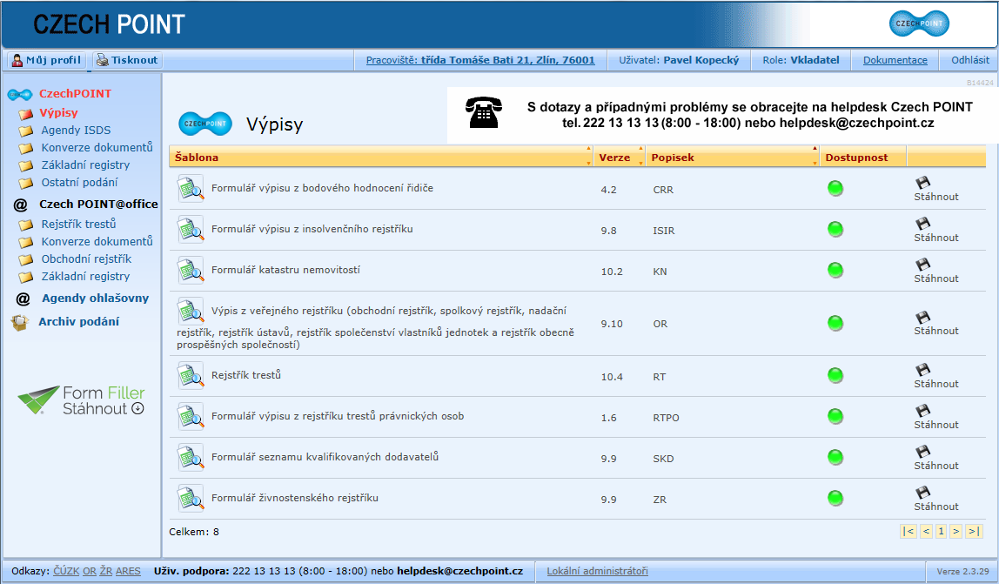 CZECH POINT
CZECHPOINT
Můj profil
Tisknout
Pracoviště: třída Tomáše Bati 21, Zlín, 76001
Uživatel: Pavel Kopecký
Role: Vkladatel
Dokumentace
Odhlásit
B14424
CzechPOINT
Výpisy
Agendy ISDS
Konverze dokumentů
Základní registry
Ostatní podání
@ Czech POINT@office
Rejstřík trestů
Konverze dokumentů
Obchodní rejstřík
Základní registry
@ Agendy ohlašovny
Archiv podání
Form Filler
Stáhnout
CZECHPOINT
Výpisy
S dotazy a případnými problémy se obracejte na helpdesk Czech POINT
tel. 222 13 13 13 (8:00 - 18:00) nebo helpdesk@czechpoint.cz
Šablona Verze Popisek Dostupnost
Formulář výpisu z bodového hodnocení řidiče 4.2 CRR Stáhnout
Formulář výpisu z insolvenčního rejstříku 9.8 ISIR Stáhnout
Formulář katastru nemovitostí 10.2 KN Stáhnout
Výpis z veřejného rejstříku (obchodní rejstřík, spolkový rejstřík, nadační
rejstřík, rejstřík ústavů, rejstřík společenství vlastníků jednotek a rejstřík obecně
prospěšných společností)
9.10 OR Stáhnout
Rejstřík trestů 10.4 RT Stáhnout
Formulář výpisu z rejstříku trestů právnických osob 1.6 RTPO Stáhnout
Formulář seznamu kvalifikovaných dodavatelů 9.9 SKD Stáhnout
Formulář živnostenského rejstříku 9.9 ZR Stáhnout
Celkem: 8
|< < 1 > >|
Odkazy: ČÚZK OR ŽR ARES
Uživ. podpora: 222 13 13 13 (8:00 - 18:00) nebo helpdesk@czechpoint.cz
Lokální administrátoři
Verze 2.3.29